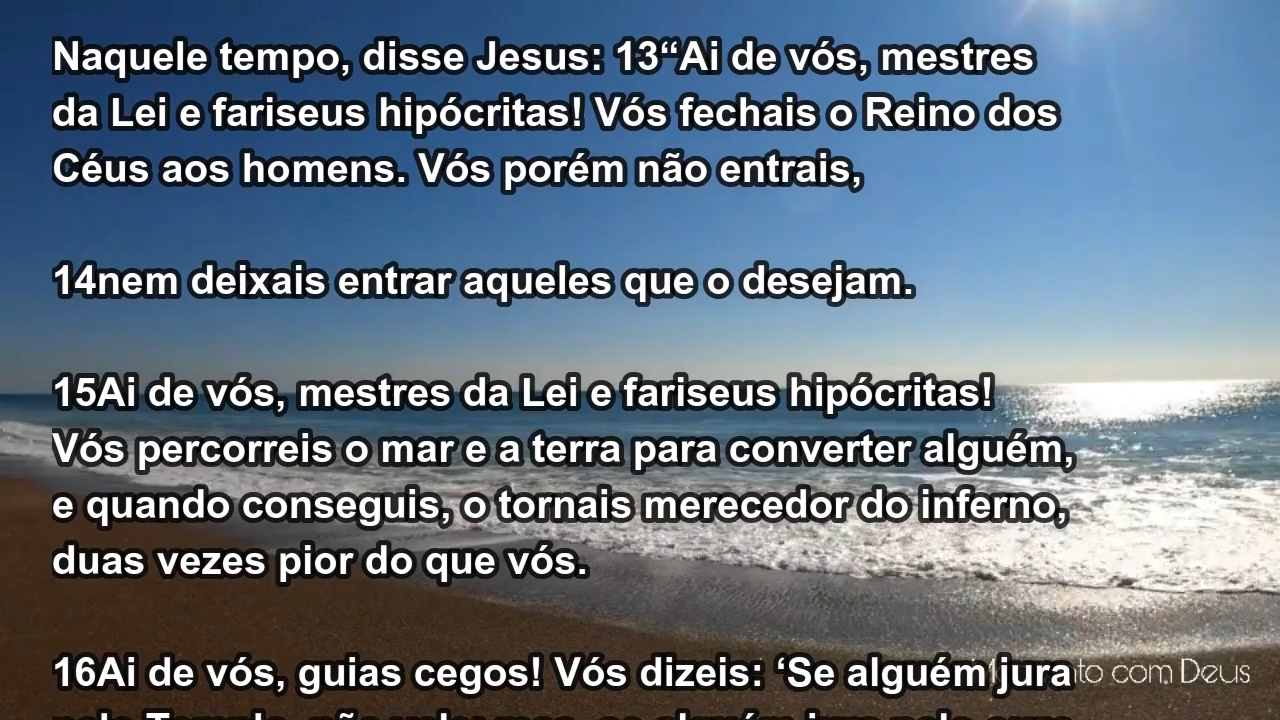 Naquele tempo, disse Jesus: 13“Ai de vós, mestres
da Lei e fariseus hipócritas! Vós fechais o Reino dos
Céus aos homens. Vós porém não entrais,
14nem deixais entrar aqueles que o desejam.
15Ai de vós, mestres da Lei e fariseus hipócritas!
Vós percorreis o mar e a terra para converter alguém,
e quando conseguis, o tornais merecedor do inferno,
duas vezes pior do que vós.
16Ai de vós, guias cegos! Vós dizeis: ‘Se alguém jura
com Deus